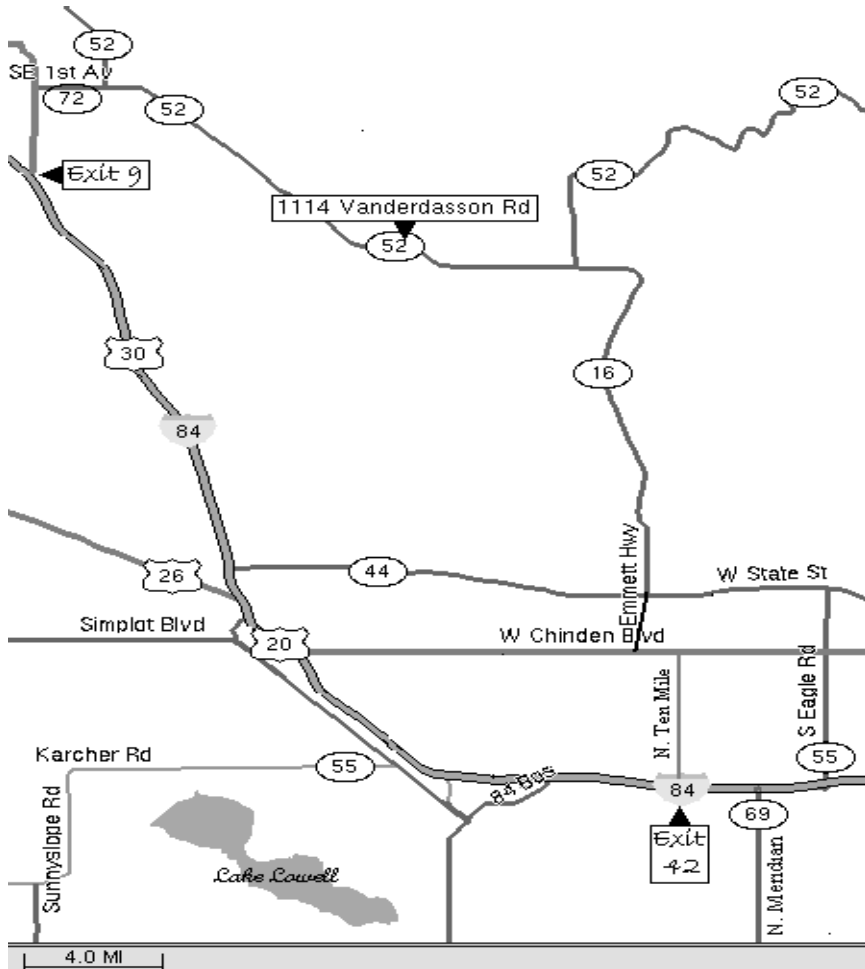 52
SE 1st Av
72
52
52
52
Exit 9
1114 Vanderdasson Rd
52
30
16
84
26
44
Emmett Hwy
W State St
Simplot Blvd
20
W Chinden Blvd
N. Ten Mile
S Eagle Rd
Karcher Rd
55
55
84 Bus
84
69
Sunnyslope Rd
Exit
42
Lake Lowell
N. Meridian
4.0 MI